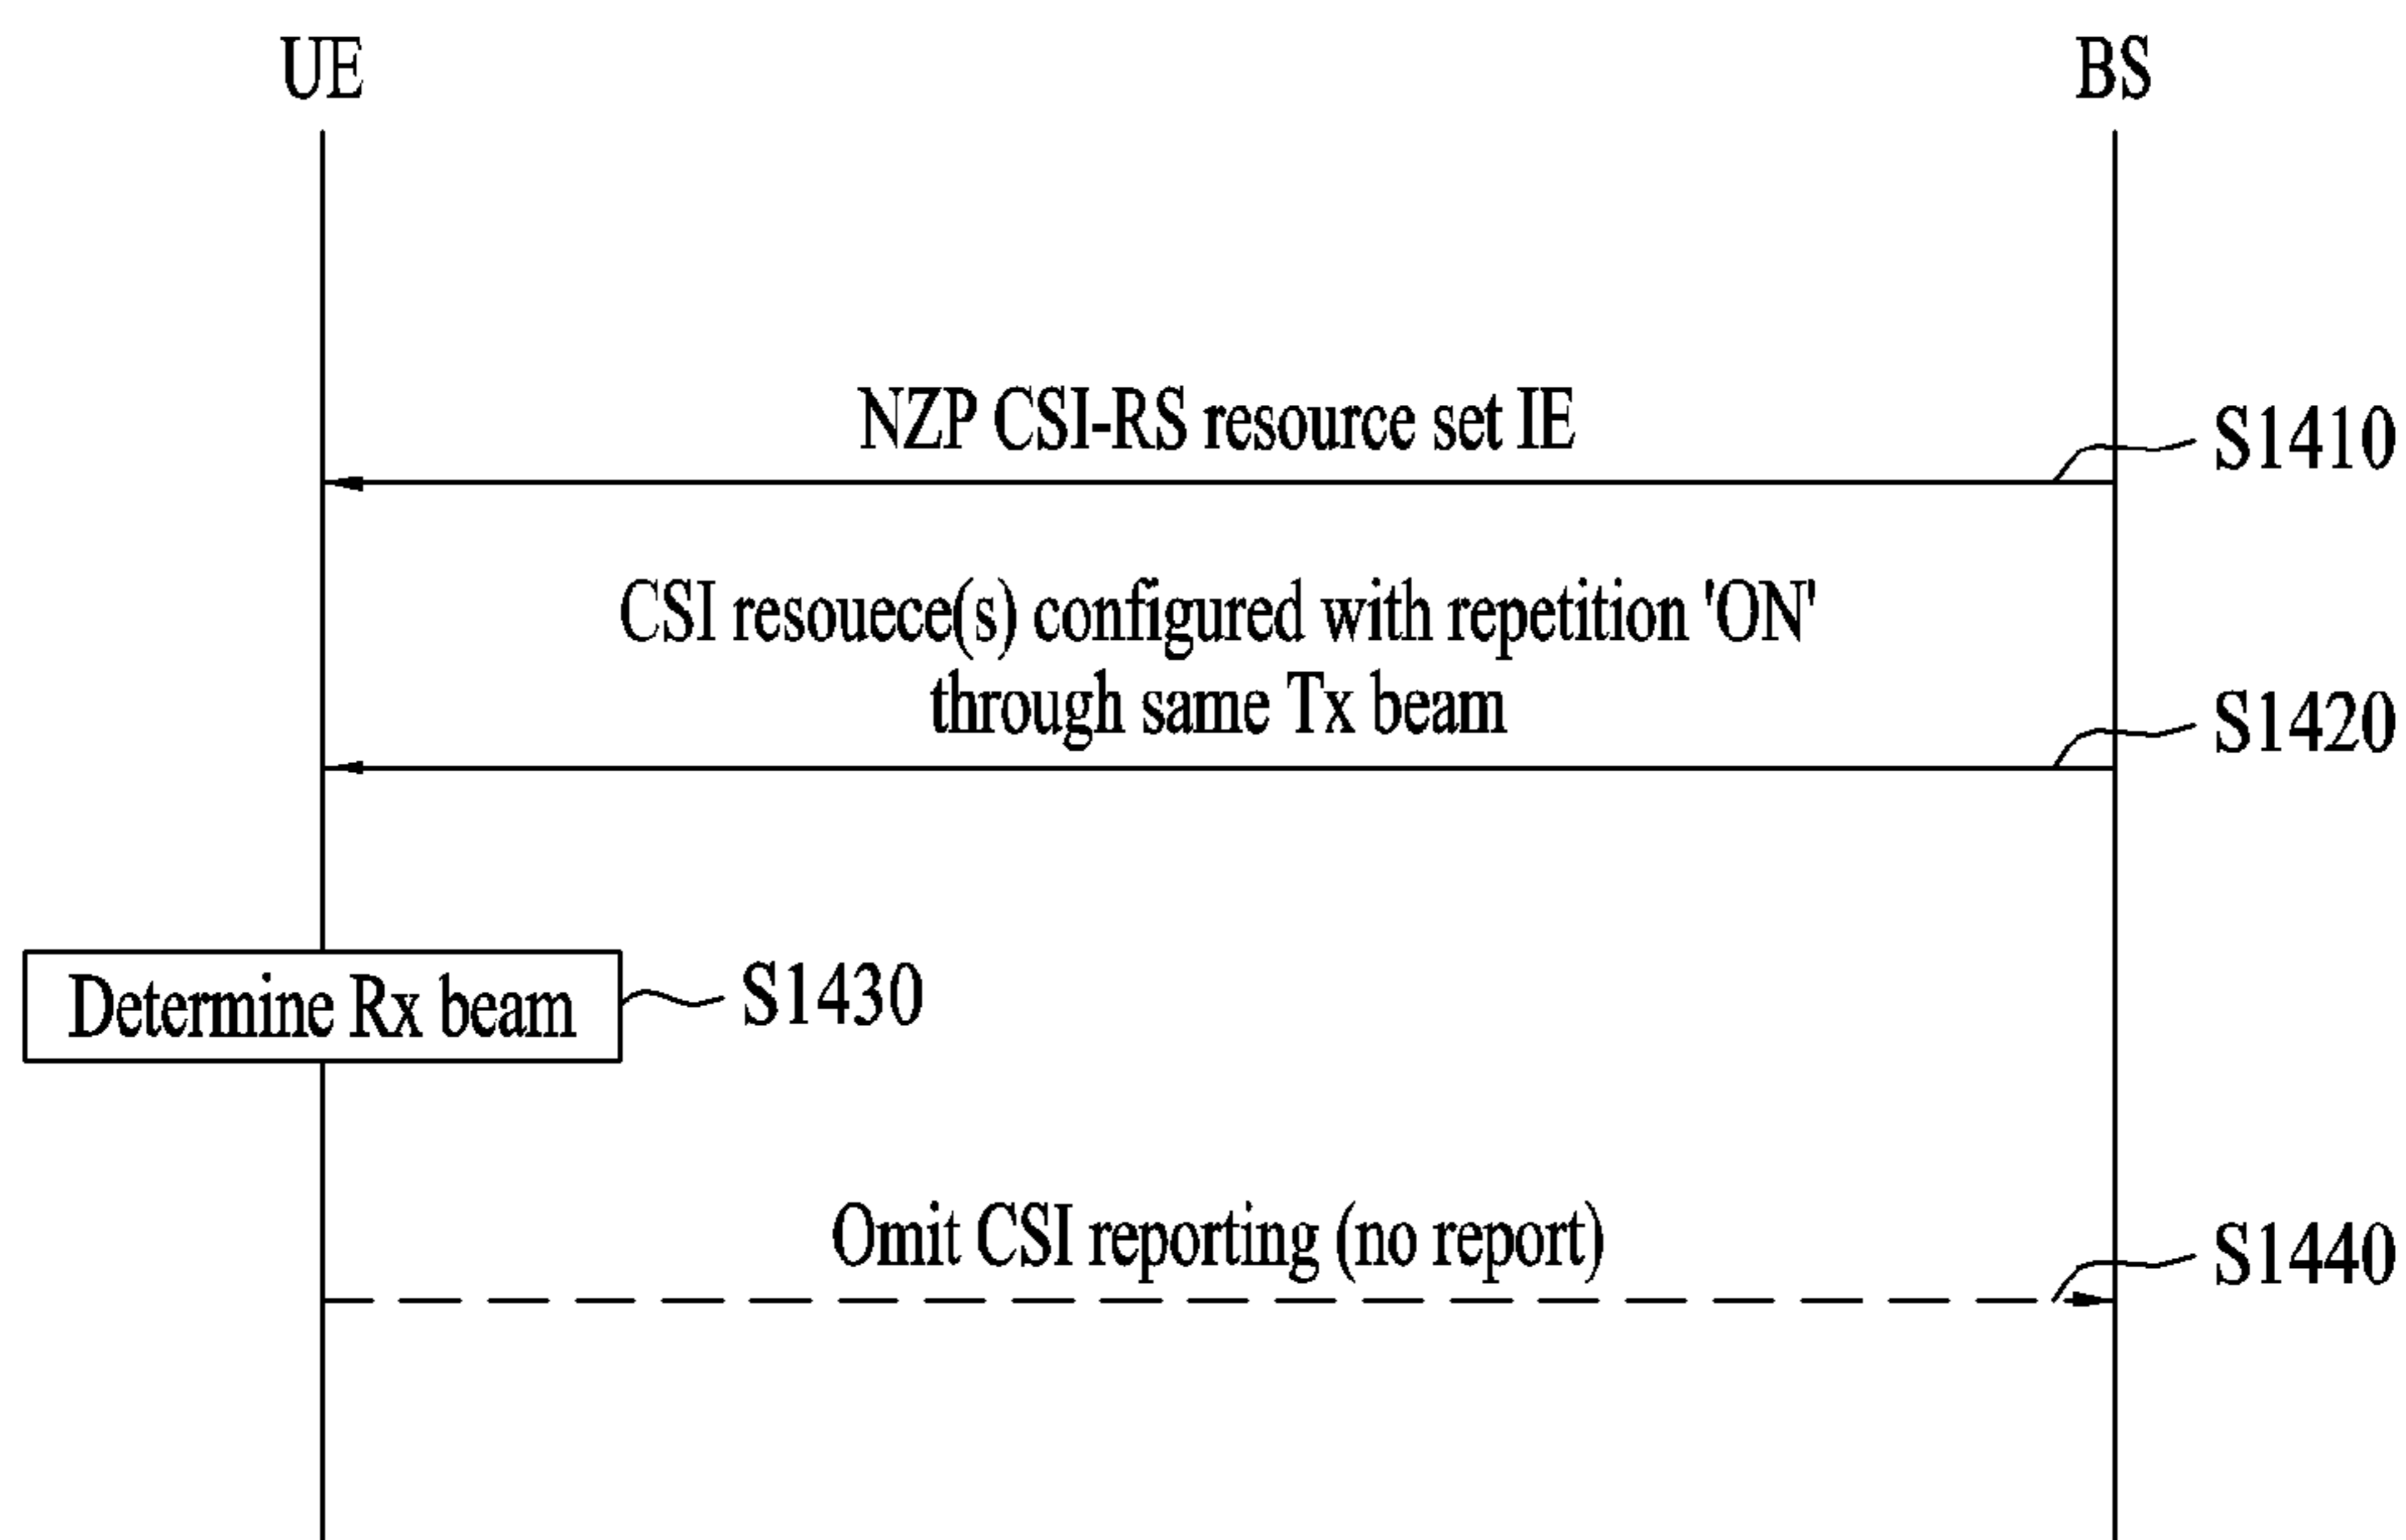 UE
BS
NZP CSI-RS resource set IE
S1410
CSI resouece(s) configured with repetition 'ON'
through same Tx beam
S1420
Determine Rx beam
S1430
Omit CSI reporting (no report)
S1440